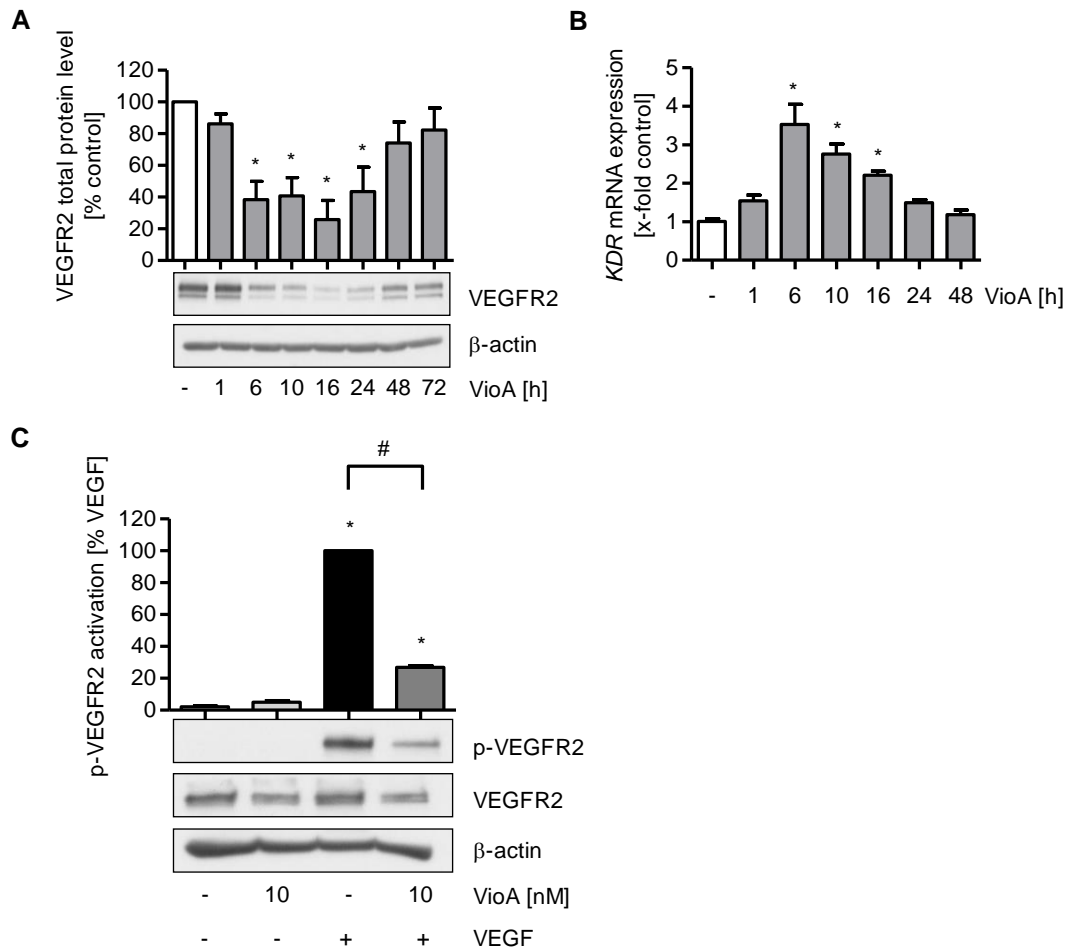 A
VEGFR2 total protein level
[% control]
120
100
80
60
40
20
0
* * * *
VEGFR2
β-actin
- 1 6 10 16 24 48 72 VioA [h]
B
KDR mRNA expression
[x-fold control]
5
4
3
2
1
0
* * *
- 1 6 10 16 24 48 VioA [h]
C
#
p-VEGFR2 activation [% VEGF]
120
100
80
60
40
20
0
* *
p-VEGFR2
VEGFR2
β-actin
- 10 - 10 VioA [nM]
- - + + VEGF